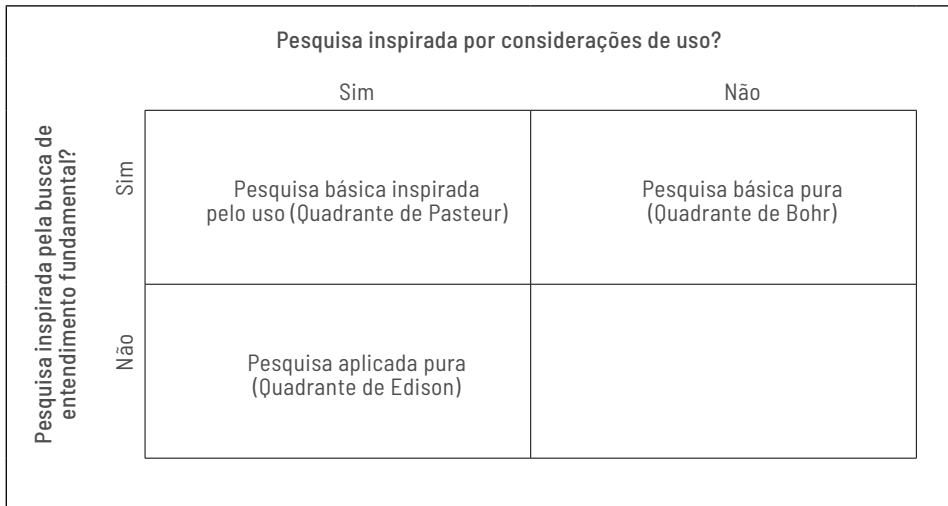 Pesquisa inspirada por considerações de uso?
Sim
Não
Pesquisa inspirada pela busca de
entendimento fundamental?
Sim
Pesquisa básica inspirada
pelo uso (Quadrante de Pasteur)
Pesquisa básica pura
(Quadrante de Bohr)
Não
Pesquisa aplicada pura
(Quadrante de Edison)